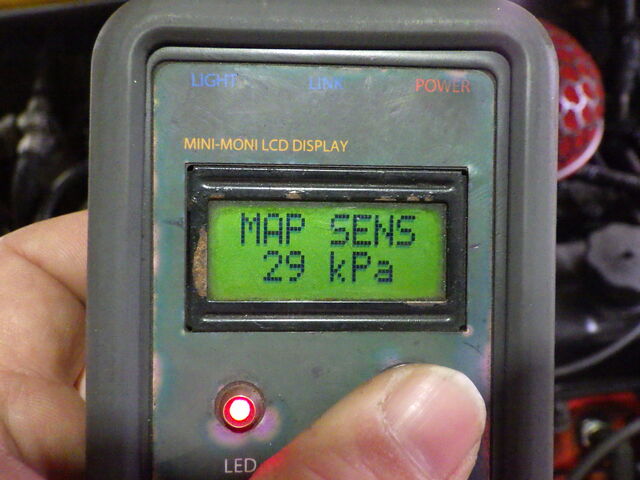 LIGHT LINK POWER
MINI-MONI LCD DISPLAY
MAP SENS
29 kPa
LED